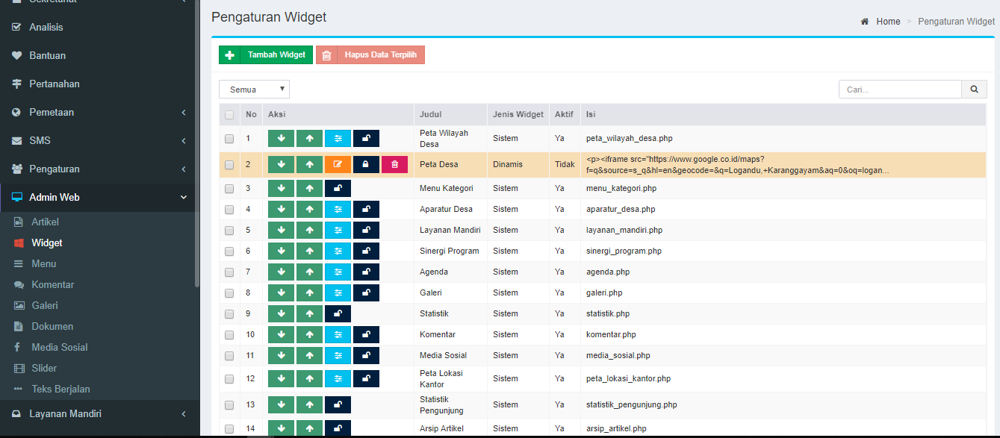 Sekretariat
Analisis
Bantuan
Pertanahan
Pemetaan
SMS
Pengaturan
Admin Web
Artikel
Widget
Menu
Komentar
Galeri
Dokumen
Media Sosial
Slider
Teks Berjalan
Layanan Mandiri
Pengaturan Widget
Home > Pengaturan Widget
Tambah Widget Hapus Data Terpilih
Semua Cari...
No Aksi Judul Jenis Widget Aktif Isi
1 Peta Wilayah Desa Sistem Ya peta_wilayah_desa.php
2 Peta Desa Dinamis Tidak <p><iframe src="https://www.google.co.id/maps?
f=q&source=s_q&hl=en&geocode=&q=Logandu,+Karanggayam&aq=0&oq=logan...
3 Menu Kategori Sistem Ya menu_kategori.php
4 Aparatur Desa Sistem Ya aparatur_desa.php
5 Layanan Mandiri Sistem Ya layanan_mandiri.php
6 Sinergi Program Sistem Ya sinergi_program.php
7 Agenda Sistem Ya agenda.php
8 Galeri Sistem Ya galeri.php
9 Statistik Sistem Ya statistik.php
10 Komentar Sistem Ya komentar.php
11 Media Sosial Sistem Ya media_sosial.php
12 Peta Lokasi Kantor Sistem Ya peta_lokasi_kantor.php
13 Statistik Pengunjung Sistem Ya statistik_pengunjung.php
14 Arsip Artikel Sistem Ya arsip_artikel.php